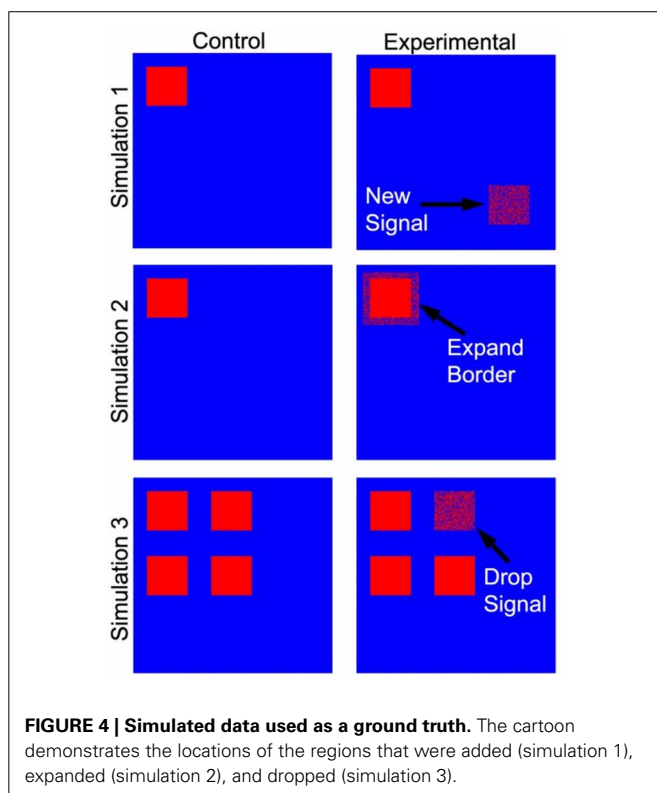 Control
Experimental
Simulation 1
New
Signal
Simulation 2
Expand
Border
Simulation 3
Drop
Signal
FIGURE 4 | Simulated data used as a ground truth. The cartoon
demonstrates the locations of the regions that were added (simulation 1),
expanded (simulation 2), and dropped (simulation 3).